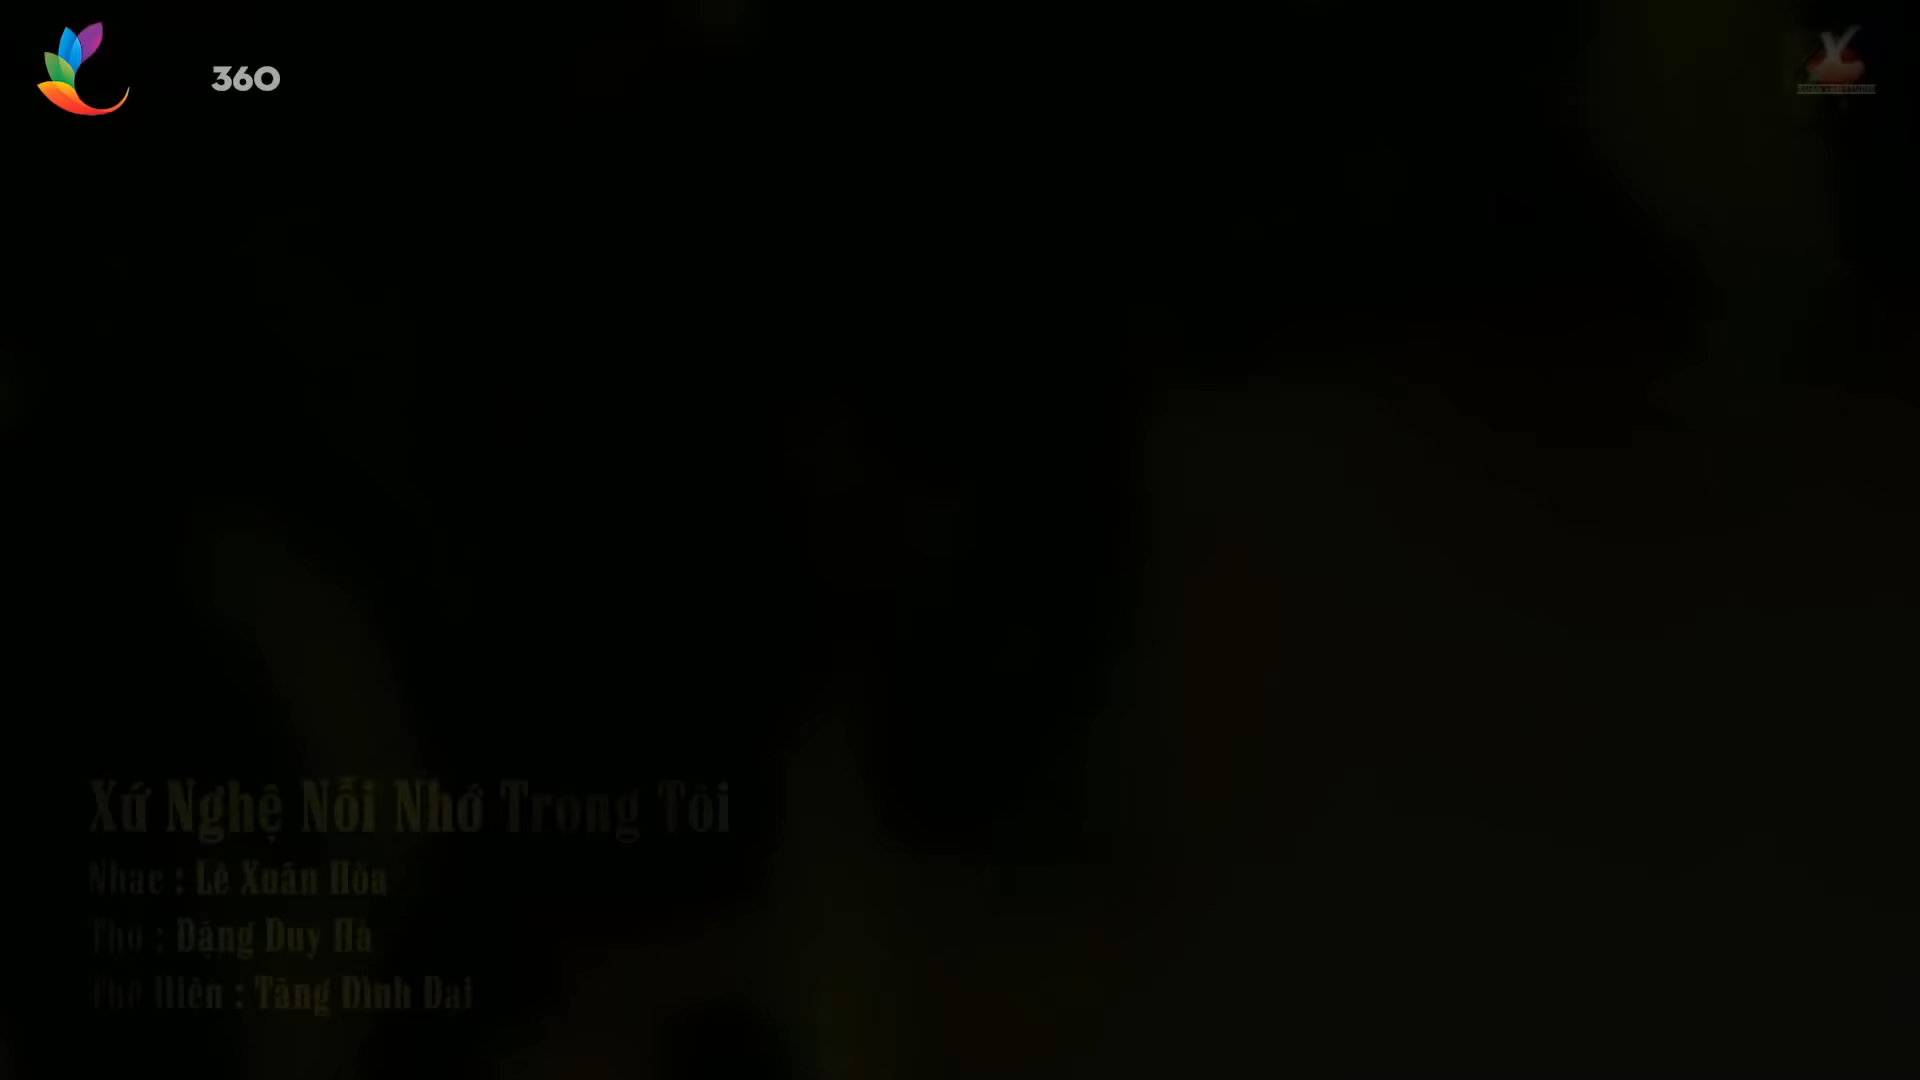 360
Xứ Nghệ Nỗi Nhớ Trong Tôi
Nhạc : Lê Xuân Hòa
Thơ : Đặng Duy Hà
Thể Hiện : Tăng Đình Đại